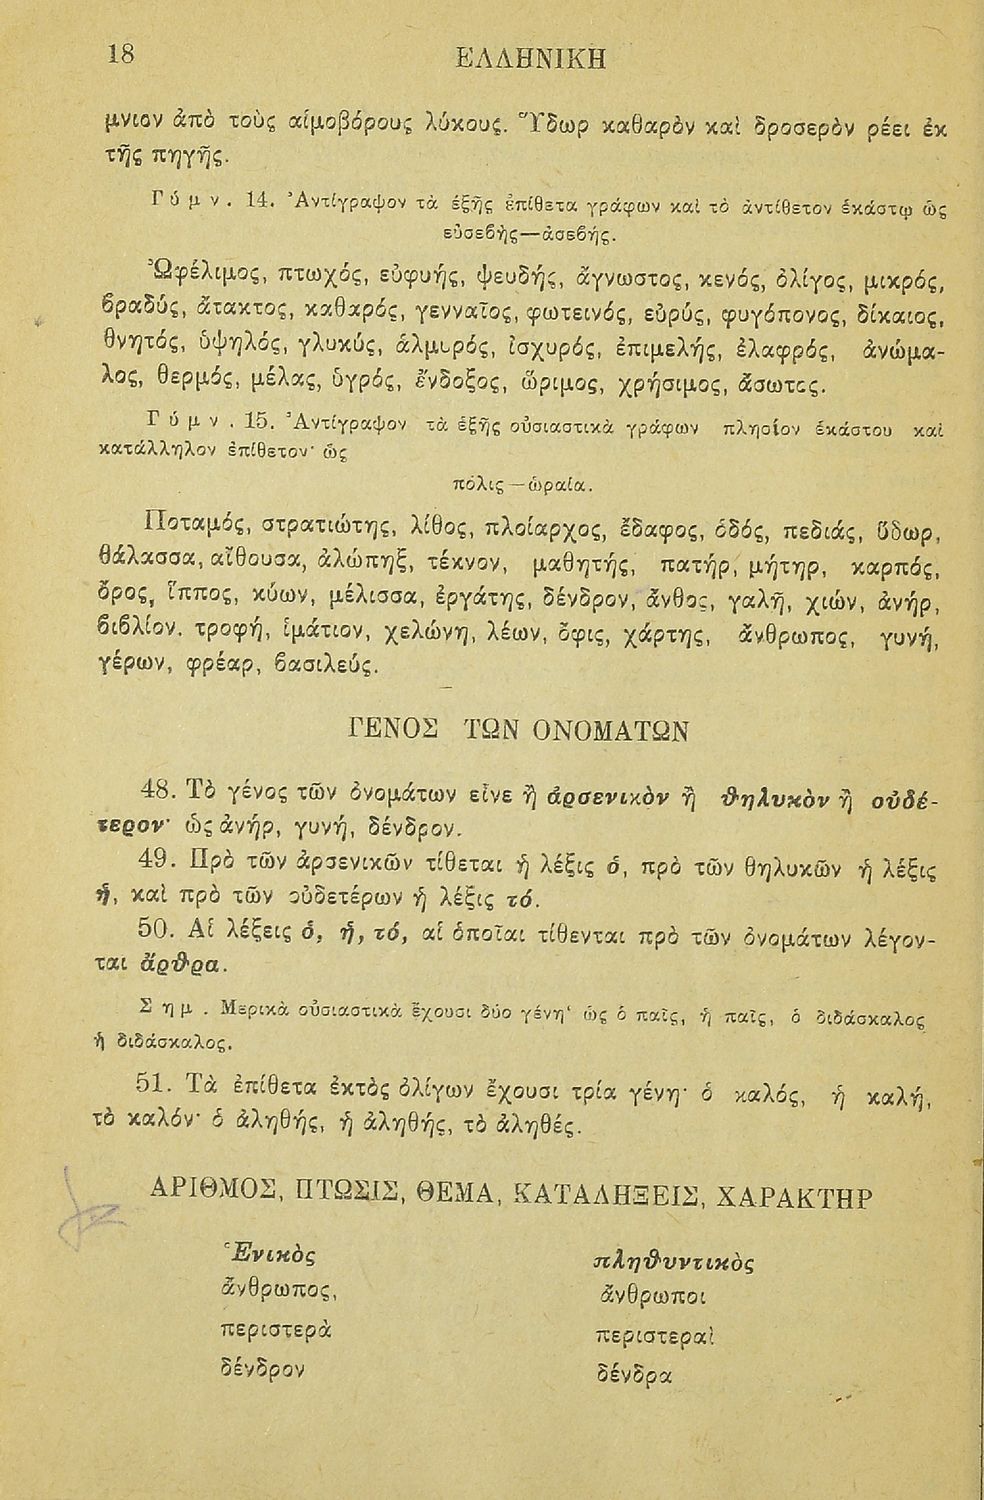 18
ΕΛΛΗΝΙΚΗ
μνιον ἀπὸ τοὺς αἱμοβόρους λύκους. Ὕδωρ καθαρὸν καὶ δροσερὸν ρέει ἐκ
τῆς πηγῆς.
Γύμν. 14. Ἀντίγραψον τὰ ἑξῆς ἐπίθετα γράφων καὶ τὸ ἀντίθετον ἑκάστῳ ὡς
εὐσεβὴς—ἀσεβής.
Ὠφέλιμος, πτωχός, εὐφυής, ψευδής, ἄγνωστος, κενός, ὀλίγος, μικρός,
βραδύς, ἄτακτος, καθαρός, γενναῖος, φωτεινός, εὐρύς, φυγόπονος, δίκαιος,
θνητός, ὑψηλός, γλυκύς, ἁλμυρός, ἰσχυρός, ἐπιμελής, ἐλαφρός, ἀνώμα-
λος, θερμός, μέλας, ὑγρός, ἔνδοξος, ὥριμος, χρήσιμος, ἄσωτος.
Γύμν. 15. Ἀντίγραψον τὰ ἑξῆς οὐσιαστικὰ γράφων πλησίον ἑκάστου καὶ
κατάλληλον ἐπίθετον· ὡς
πόλις—ὡραία.
Ποταμός, στρατιώτης, λίθος, πλοίαρχος, ἔδαφος, ὁδός, πεδιάς, ὕδωρ,
θάλασσα, αἴθουσα, ἀλώπηξ, τέκνον, μαθητής, πατήρ, μήτηρ, καρπός,
ὄρος, ἵππος, κύων, μέλισσα, ἐργάτης, δένδρον, ἄνθος, γαλῆ, χιών, ἀνήρ,
βιβλίον. τροφή, ἱμάτιον, χελώνη, λέων, ὄφις, χάρτης, ἄνθρωπος, γυνή,
γέρων, φρέαρ, βασιλεύς.
ΓΕΝΟΣ ΤΩΝ ΟΝΟΜΑΤΩΝ
48. Τὸ γένος τῶν ὀνομάτων εἶνε ἢ ἀρσενικὸν ἢ θηλυκὸν ἢ οὐδέ-
τερον· ὡς ἀνήρ, γυνή, δένδρον.
49. Πρὸ τῶν ἀρσενικῶν τίθεται ἡ λέξις ὁ, πρὸ τῶν θηλυκῶν ἡ λέξις
ἡ, καὶ πρὸ τῶν οὐδετέρων ἡ λέξις τό.
50. Αἱ λέξεις ὁ, ἡ, τό, αἱ ὁποῖαι τίθενται πρὸ τῶν ὀνομάτων λέγον-
ται ἄρθρα.
Σημ. Μερικὰ οὐσιαστικὰ ἔχουσι δύο γένη· ὡς ὁ παῖς, ἡ παῖς, ὁ διδάσκαλος
ἡ διδάσκαλος.
51. Τὰ ἐπίθετα ἐκτὸς ὀλίγων ἔχουσι τρία γένη· ὁ καλός, ἡ καλή,
τὸ καλόν· ὁ ἀληθής, ἡ ἀληθής, τὸ ἀληθές.
ΑΡΙΘΜΟΣ, ΠΤΩΣΙΣ, ΘΕΜΑ, ΚΑΤΑΛΗΞΕΙΣ, ΧΑΡΑΚΤΗΡ
Ἑνικὸς πληθυντικὸς
ἄνθρωπος, ἄνθρωποι
περιστερὰ περιστεραὶ
δένδρον δένδρα